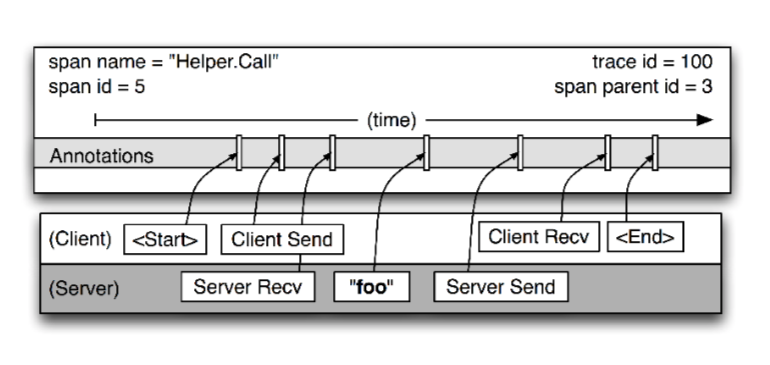 span name = "Helper.Call"
trace id = 100
span id = 5
span parent id = 3
(time)
Annotations
(Client)
<Start>
Client Send
Client Recv
<End>
(Server)
Server Recv
"foo"
Server Send